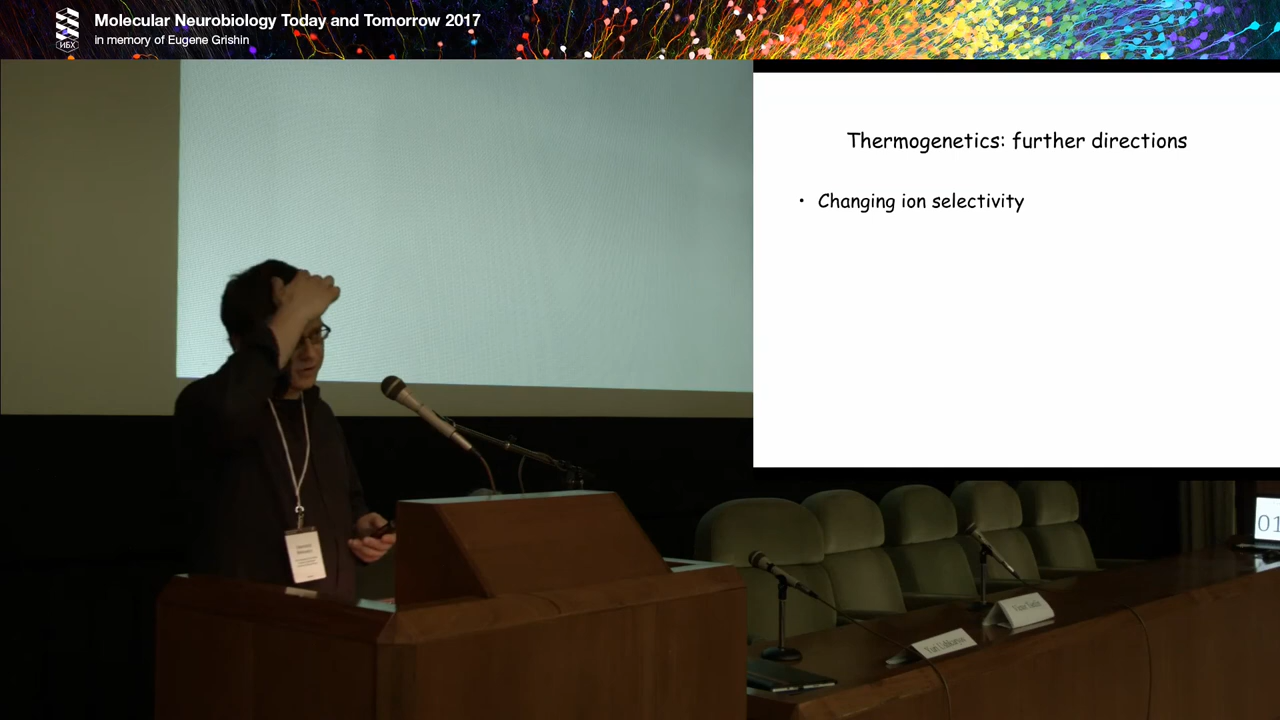 Molecular Neurobiology Today and Tomorrow 2017
in memory of Eugene Grishin
ИБХ
Thermogenetics: further directions
• Changing ion selectivity
01
Yuri